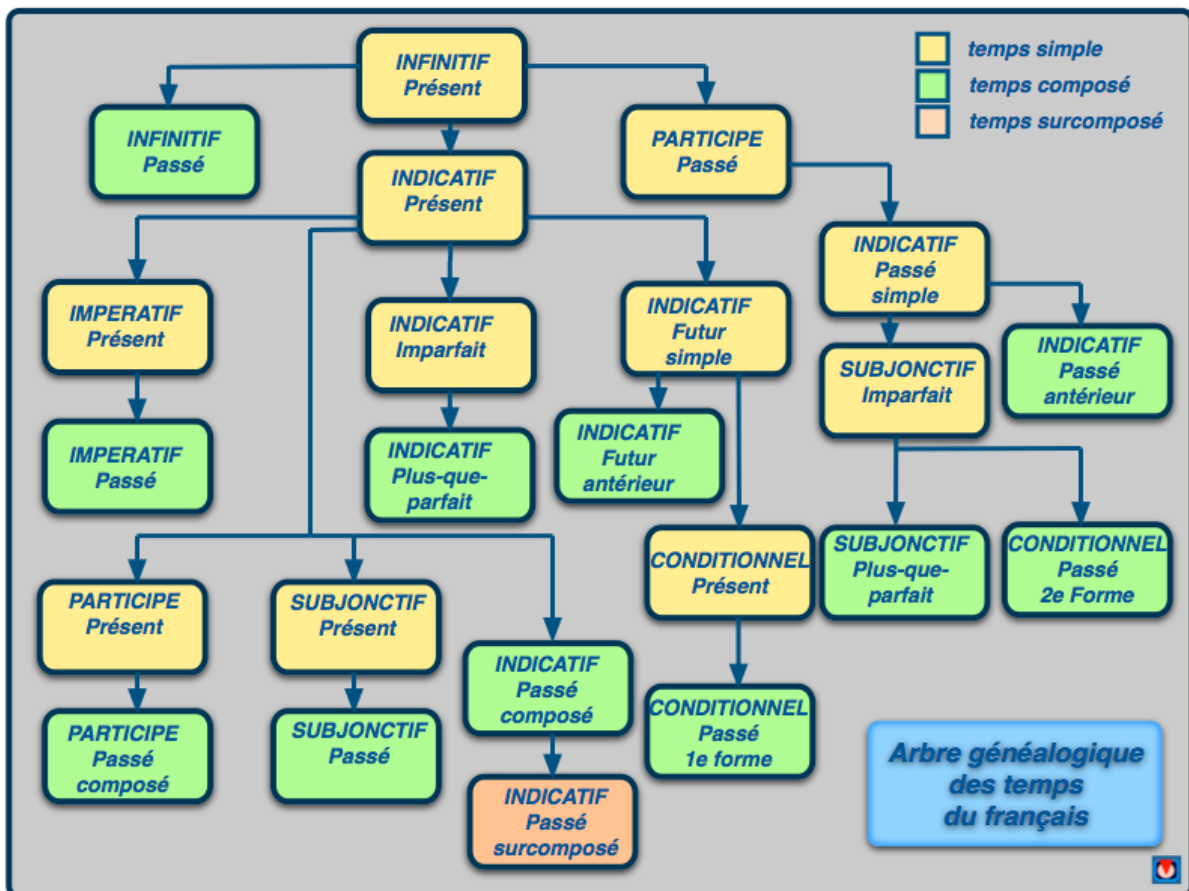 INFINITIF
Présent
temps simple
temps composé
temps surcomposé
INFINITIF
Passé
PARTICIPE
Passé
INDICATIF
Présent
INDICATIF
Passé
simple
IMPERATIF
Présent
INDICATIF
Imparfait
INDICATIF
Futur
simple
SUBJONCTIF
Imparfait
INDICATIF
Passé
antérieur
IMPERATIF
Passé
INDICATIF
Plus-que-
parfait
INDICATIF
Futur
antérieur
CONDITIONNEL
Présent
SUBJONCTIF
Plus-que-
parfait
CONDITIONNEL
Passé
2e Forme
PARTICIPE
Présent
SUBJONCTIF
Présent
INDICATIF
Passé
composé
PARTICIPE
Passé
composé
SUBJONCTIF
Passé
CONDITIONNEL
Passé
1e forme
INDICATIF
Passé
surcomposé
Arbre généalogique
des temps
du français